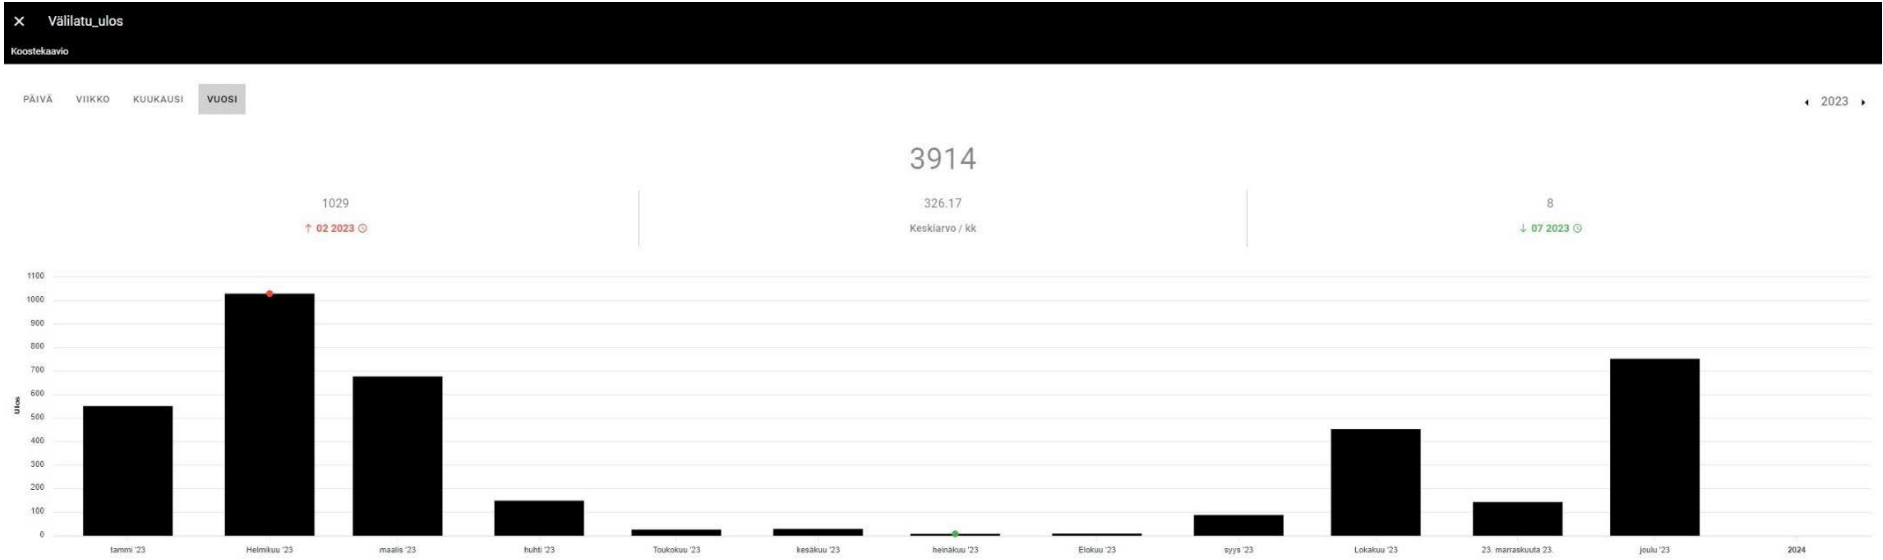 ✕ Välilatu_ulos
Koostekaavio
PÄIVÄ VIIKKO KUUKAUSI VUOSI 2023
3914
1029 326.17 8
↑ 02 2023 Keskiarvo / kk ↓ 07 2023
1100
1000
900
800
700
600
500
400
300
200
100
0
Ulos
tammi '23 Helmikuu '23 maalis '23 huhti '23 Toukokuu '23 kesäkuu '23 heinäkuu '23 Elokuu '23 syys '23 Lokakuu '23 23. marraskuuta 23. joulu '23 2024